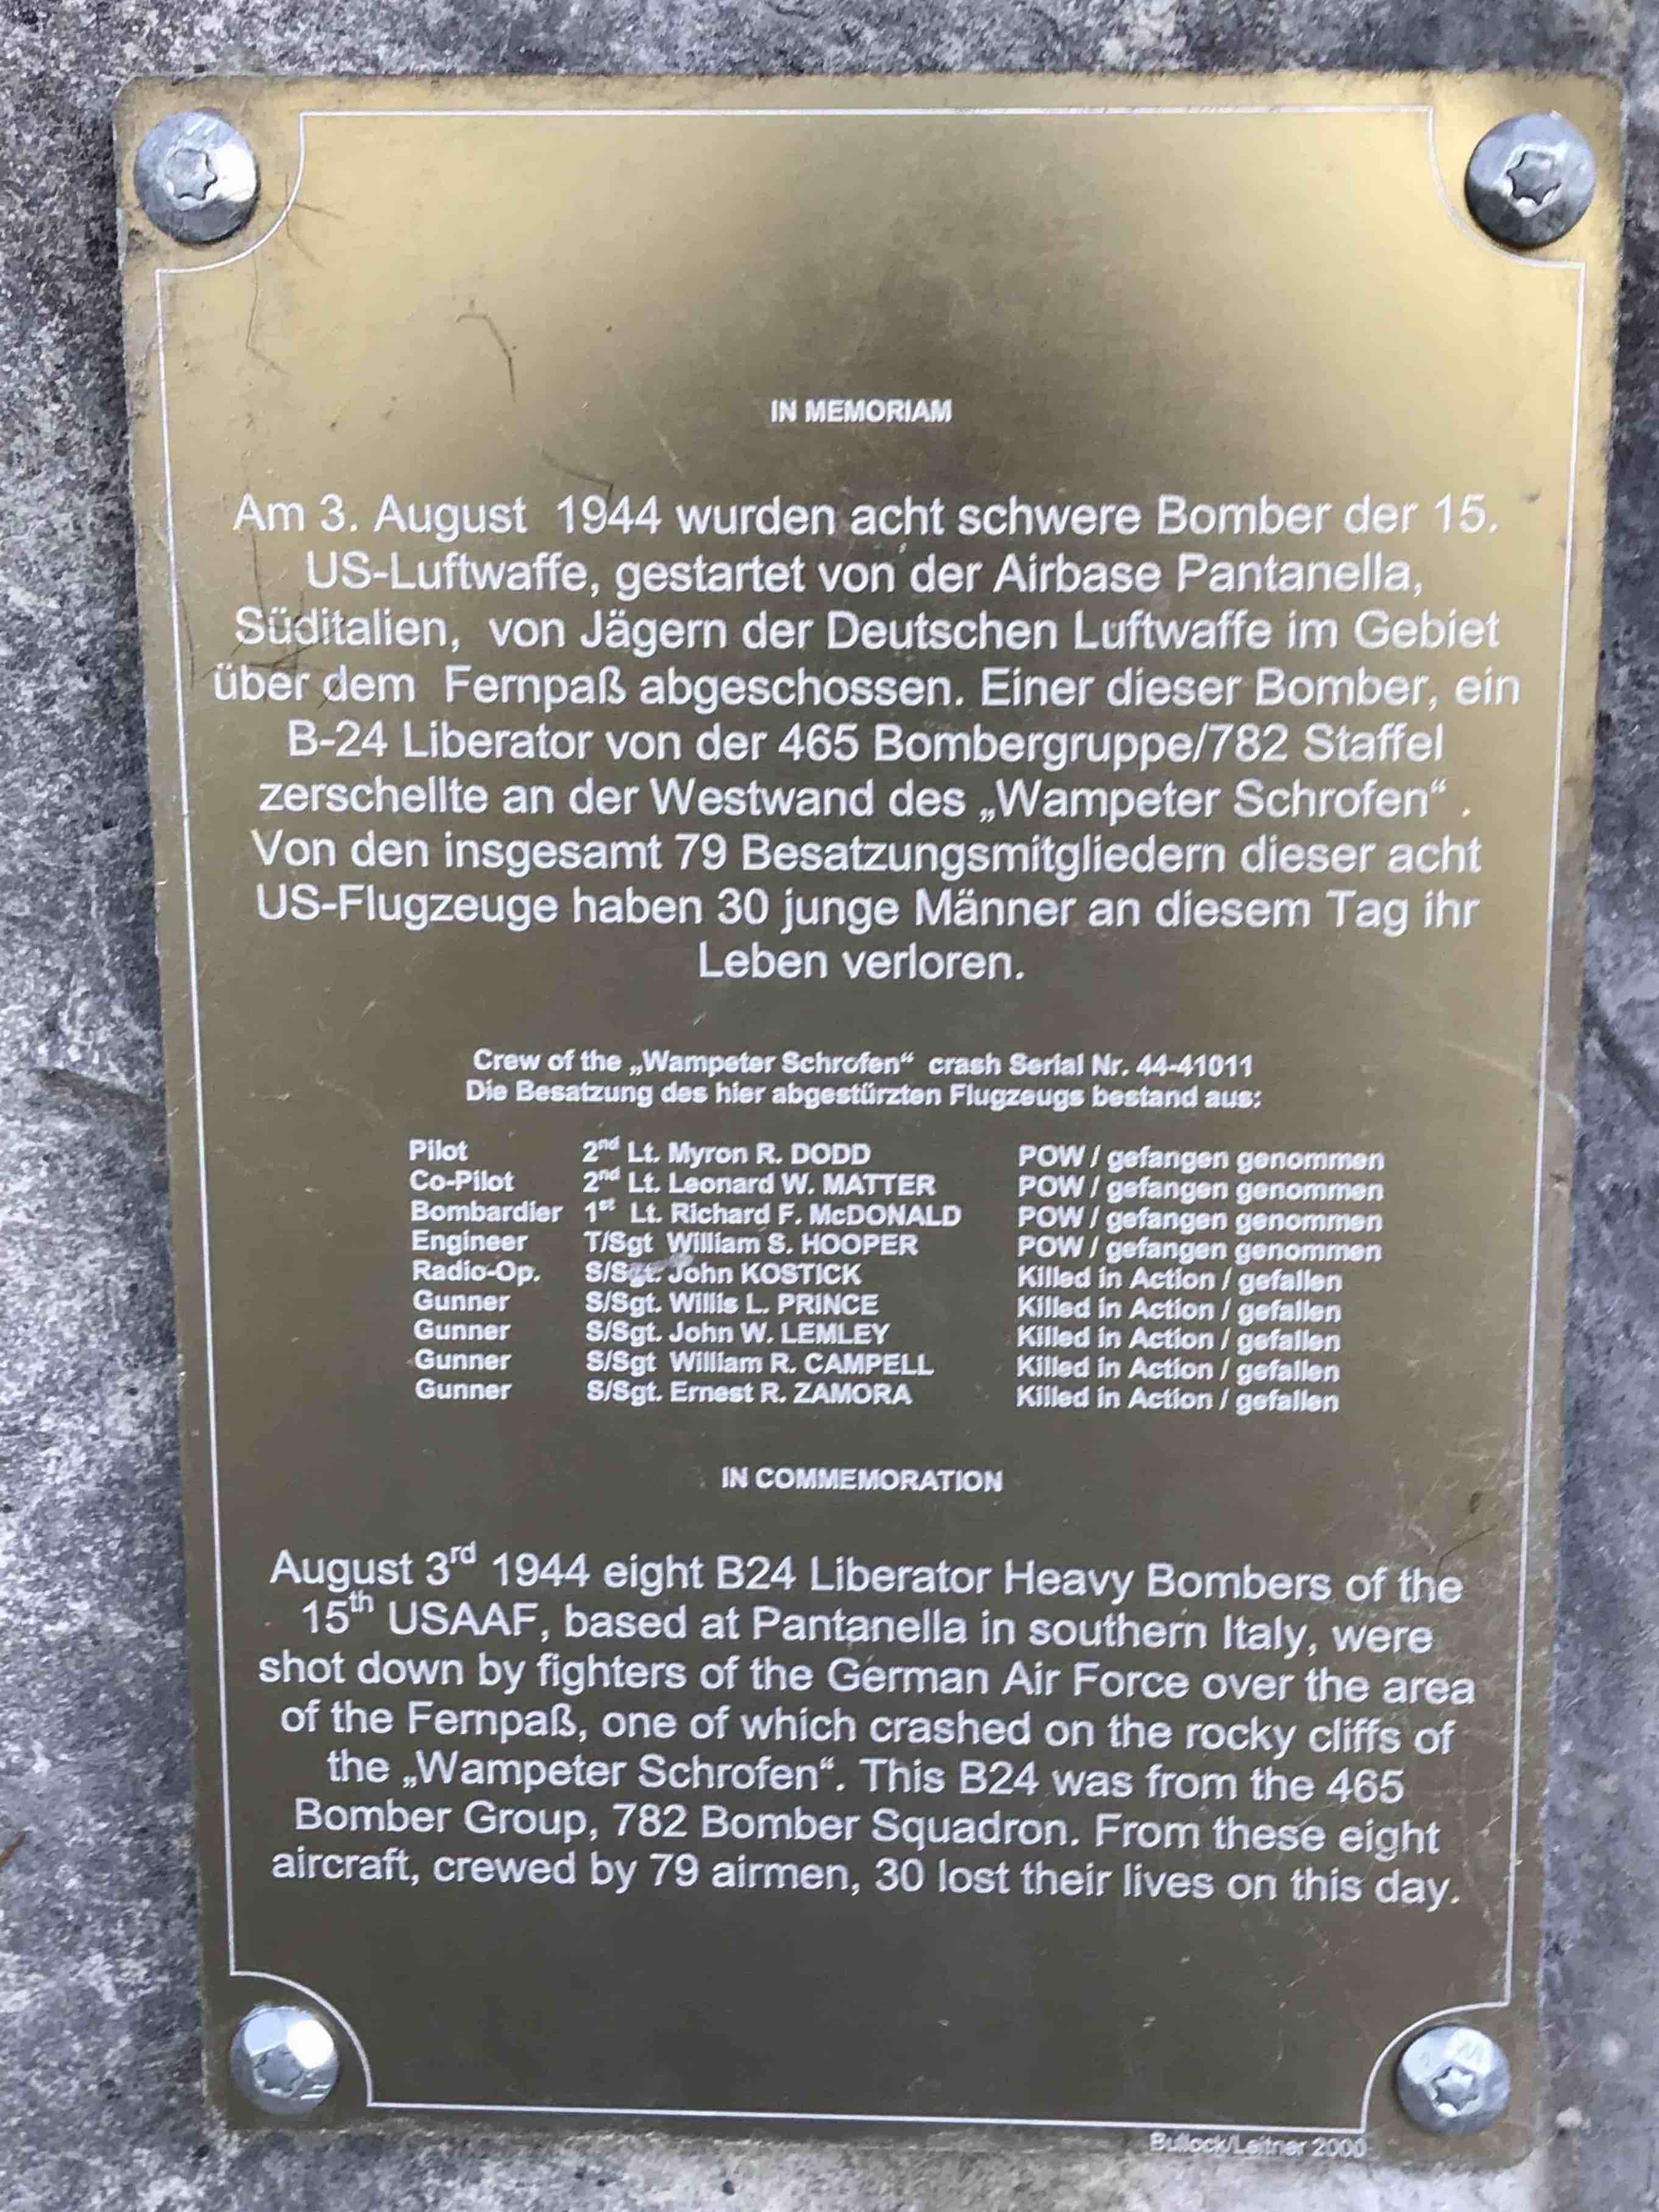 IN MEMORIAM
Am 3. August 1944 wurden acht schwere Bomber der 15.
US-Luftwaffe, gestartet von der Airbase Pantanella,
Süditalien, von Jägern der Deutschen Luftwaffe im Gebiet
über dem Fernpaß abgeschossen. Einer dieser Bomber, ein
B-24 Liberator von der 465 Bombergruppe/782 Staffel
zerschellte an der Westwand des „Wampeter Schrofen“ .
Von den insgesamt 79 Besatzungsmitgliedern dieser acht
US-Flugzeuge haben 30 junge Männer an diesem Tag ihr
Leben verloren.
Crew of the „Wampeter Schrofen“ crash Serial Nr. 44-41011
Die Besatzung des hier abgestürzten Flugzeugs bestand aus:
Pilot 2nd Lt. Myron R. DODD POW / gefangen genommen
Co-Pilot 2nd Lt. Leonard W. MATTER POW / gefangen genommen
Bombardier 1st Lt. Richard F. McDONALD POW / gefangen genommen
Engineer T/Sgt William S. HOOPER POW / gefangen genommen
Radio-Op. S/Sgt. John KOSTICK Killed in Action / gefallen
Gunner S/Sgt. Willis L. PRINCE Killed in Action / gefallen
Gunner S/Sgt. John W. LEMLEY Killed in Action / gefallen
Gunner S/Sgt William R. CAMPELL Killed in Action / gefallen
Gunner S/Sgt. Ernest R. ZAMORA Killed in Action / gefallen
IN COMMEMORATION
August 3rd 1944 eight B24 Liberator Heavy Bombers of the
15th USAAF, based at Pantanella in southern Italy, were
shot down by fighters of the German Air Force over the area
of the Fernpaß, one of which crashed on the rocky cliffs of
the „Wampeter Schrofen“. This B24 was from the 465
Bomber Group, 782 Bomber Squadron. From these eight
aircraft, crewed by 79 airmen, 30 lost their lives on this day.
Bullock/Leitner 2000